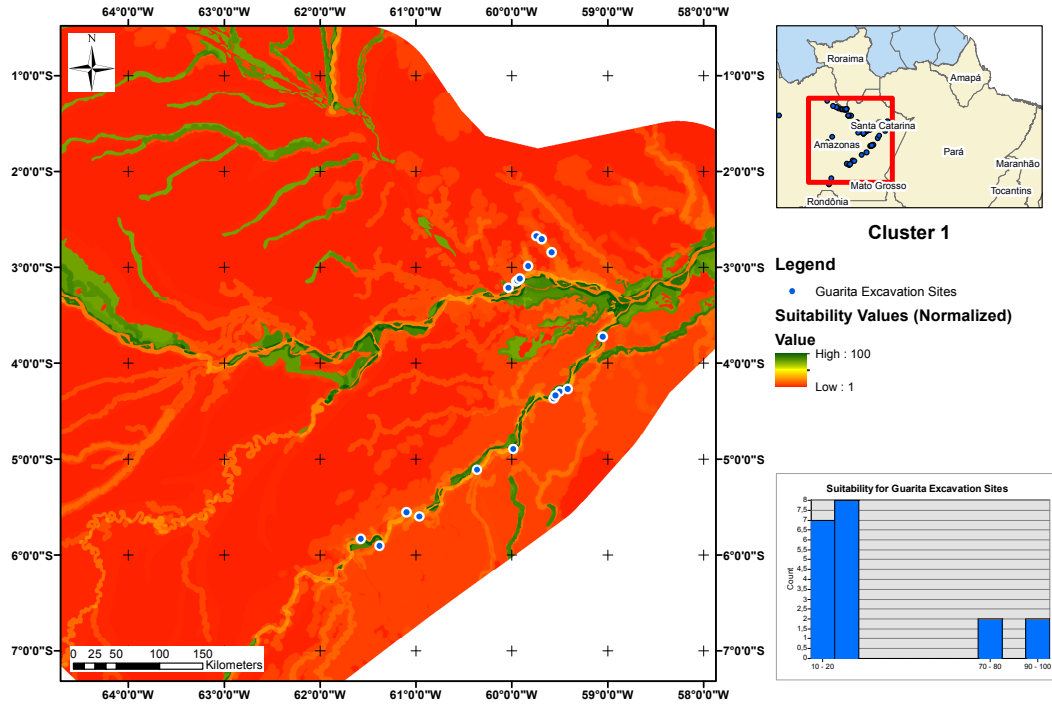 64°0'0"W 63°0'0"W 62°0'0"W 61°0'0"W 60°0'0"W 59°0'0"W 58°0'0"W
N
1°0'0"S 1°0'0"S
2°0'0"S 2°0'0"S
3°0'0"S 3°0'0"S
4°0'0"S 4°0'0"S
5°0'0"S 5°0'0"S
6°0'0"S 6°0'0"S
7°0'0"S 7°0'0"S
0 25 50 100 150
Kilometers
64°0'0"W 63°0'0"W 62°0'0"W 61°0'0"W 60°0'0"W 59°0'0"W 58°0'0"W
Roraima
Amapá
Santa Catarina
Amazonas
Pará
Maranhão
Mato Grosso
Tocantins
Rondônia
Cluster 1
Legend
Guarita Excavation Sites
Suitability Values (Normalized)
Value
High : 100
Low : 1
Suitability for Guarita Excavation Sites
8
7,5
7
6,5
6
5,5
5
4,5
4
3,5
3
2,5
2
1,5
1
0,5
0
Count
10 - 20 70 - 80 90 - 100